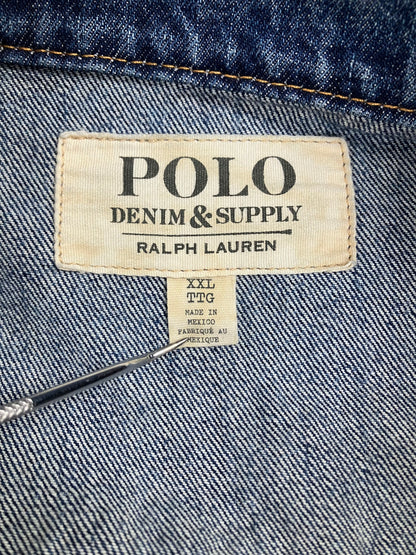 POLO
DENIM & SUPPLY
RALPH LAUREN
XXL
TTG
MADE IN
MEXICO
FABRIQUÉ AU
MEXIQUE